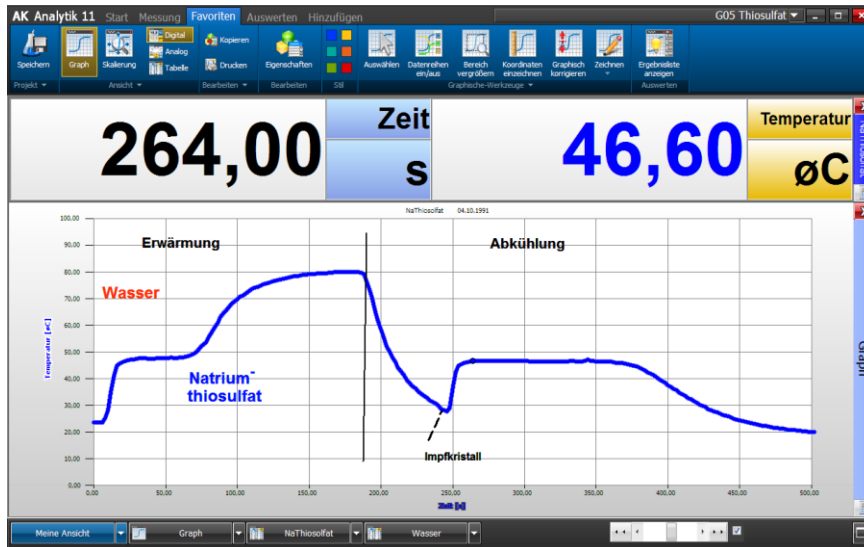 AK Analytik 11 Start Messung Favoriten Auswerten Hinzufügen G05 Thiosulfat
Speichern Graph Skalierung Digital Analog Tabelle Kopieren Drucken Eigenschaften Auswählen Datenreihen ein/aus Bereich vergrößern Koordinaten einzeichnen Graphisch korrigieren Zeichnen Ergebnisliste anzeigen
Projekt Ansicht Bearbeiten Bearbeiten Stil Graphische-Werkzeuge Auswerten
264,00 Zeit s 46,60 Temperatur øC
NaThiosolfat 04.10.1991
100,00
Erwärmung Abkühlung
90,00
80,00
Wasser
70,00
60,00
50,00
Temperatur [øC]
40,00
Natrium-
thiosulfat
30,00
20,00
Impfkristall
10,00
0,00
0,00 50,00 100,00 150,00 200,00 250,00 300,00 350,00 400,00 450,00 500,00
Zeit [s]
Graph
Meine Ansicht Graph NaThiosolfat Wasser